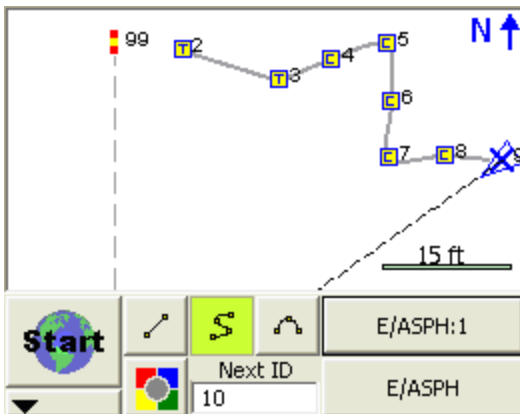 99
T2
T3
C4
C5
N
C6
C7
C8
9
15 ft
Start
S
E/ASPH:1
Next ID
10
E/ASPH